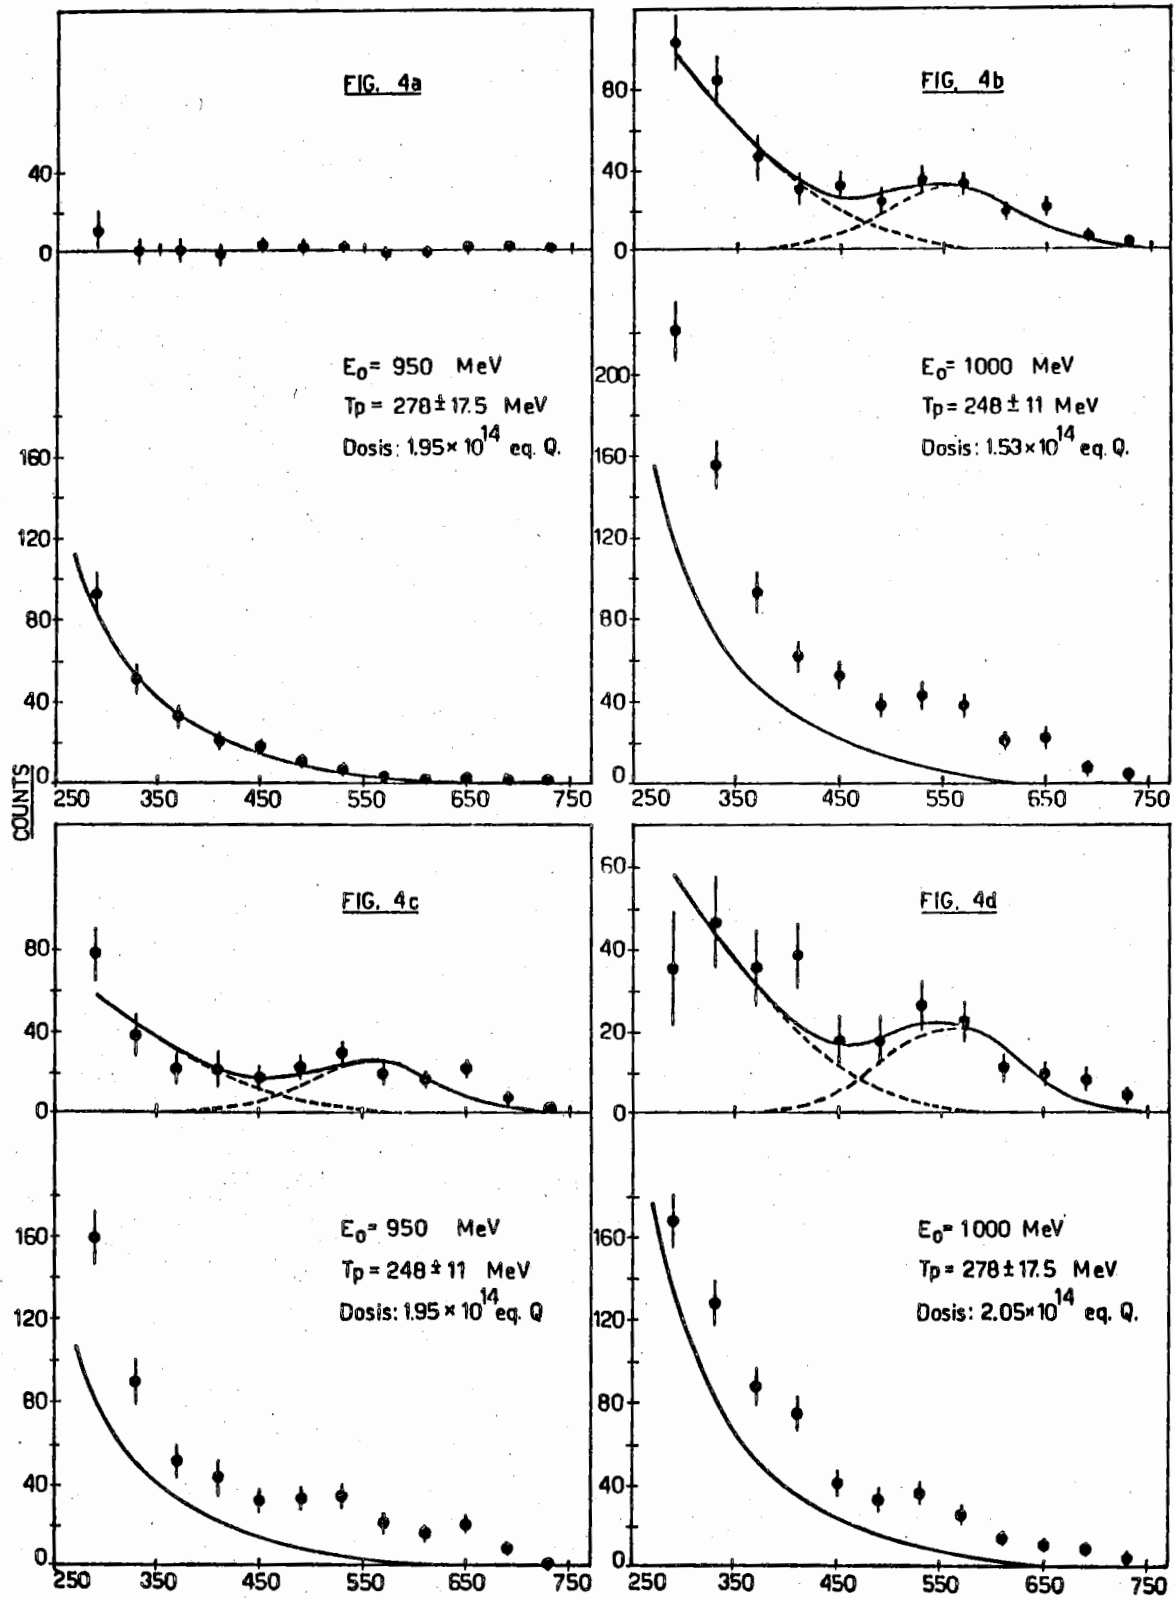 FIG. 4a
40
0
E₀= 950 MeV
Tp = 278±17.5 MeV
Dosis: 1.95×10¹⁴ eq. Q.
160
120
80
40
0
250 350 450 550 650 750
FIG. 4b
80
40
0
E₀= 1000 MeV
Tp = 248±11 MeV
Dosis: 1.53×10¹⁴ eq. Q.
200
160
120
80
40
0
250 350 450 550 650 750
COUNTS
FIG. 4c
80
40
0
E₀= 950 MeV
Tp = 248±11 MeV
Dosis: 1.95×10¹⁴ eq. Q
160
120
80
40
0
250 350 450 550 650 750
FIG. 4d
60
40
20
0
E₀= 1000 MeV
Tp = 278±17.5 MeV
Dosis: 2.05×10¹⁴ eq. Q.
160
120
80
40
0
250 350 450 550 650 750